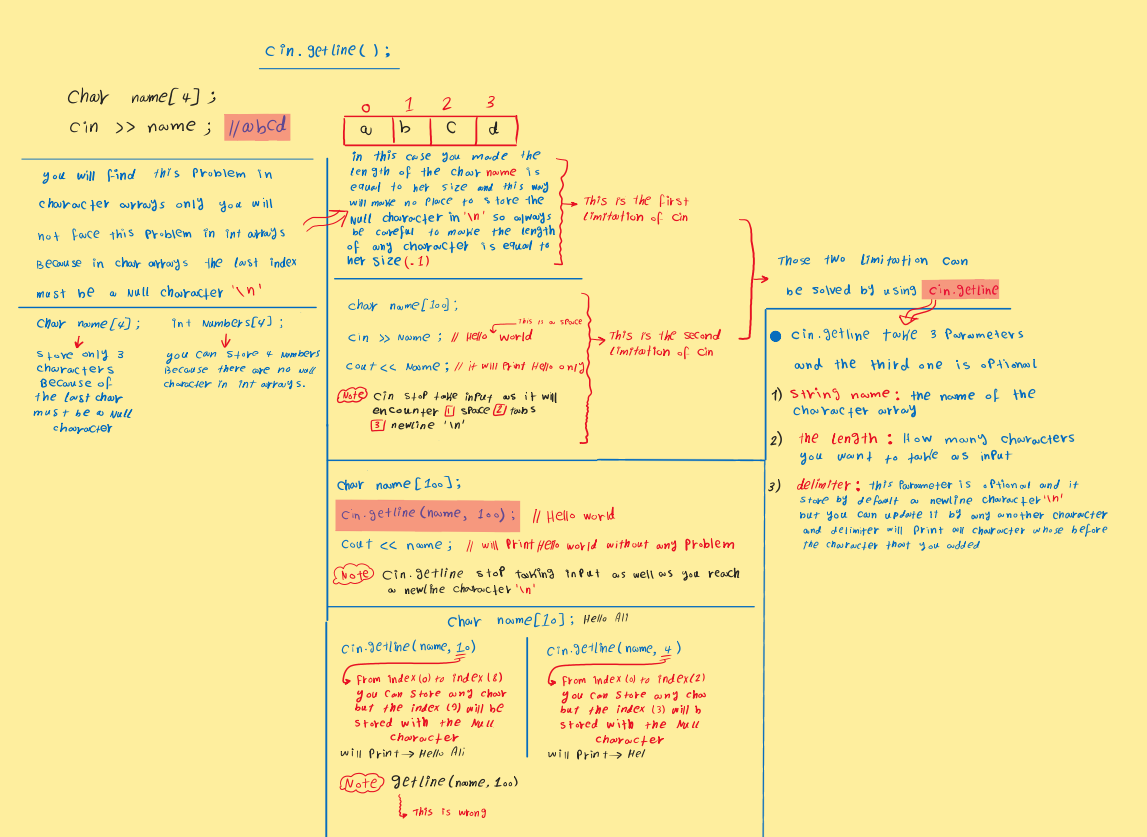 cin.getline();
Char name[4];
cin >> name; //abcd
0 1 2 3
a b c d
you will find this Problem in
character arrays only you will
not face this Problem in int arrays
Because in char arrays the last index
must be a Null character '\n'
Char name[4];
Store only 3
characters
Because of
the last char
must be a Null
character
int Numbers[4];
you can store 4 numbers
Because there are no null
character in int arrays.
in this case you made the
length of the char name is
equal to her size and this way
will make no place to store the
Null character in '\n' so always
be careful to make the length
of any character is equal to
her size(.1)
This is the first
limitation of Cin
char name[100];
This is a space
cin >> Name; // Hello world
cout << Name; // it will Print Hello only
Note Cin stop take input as it will
encounter 1 space 2 tabs
3 newline '\n'
This is the second
limitation of Cin
Those two limitation can
be solved by using cin.getline
cin.getline take 3 Parameters
and the third one is optional
1) string name: the name of the
character array
2) the length: How many characters
you want to take as input
3) delimiter: this Parameter is optional and it
store by default a newline character '\n'
but you can update it by any another character
and delimiter will Print all character whose before
the character that you added
char name[100];
cin.getline(name, 100); // Hello world
Cout << name; // will Print Hello world without any Problem
Note Cin.getline stop taking input as well as you reach
a newline character '\n'
Char name[10]; Hello Ali
Cin.getline(name, 10)
From index(0) to index(8)
you can store any char
but the index (9) will be
stored with the Null
character
will Print→ Hello Ali
Cin.getline(name, 4)
From index(0) to index(2)
you can store any cha
but the index (3) will b
stored with the Null
character
will Print→ Hel
Note getline(name, 100)
This is wrong